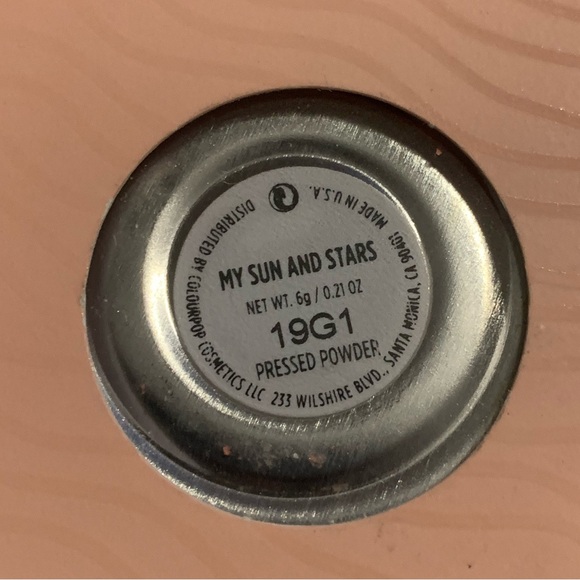 MY SUN AND STARS
NET WT. 6g / 0.21 OZ
19G1
PRESSED POWDER
DISTRIBUTED BY COLOURPOP COSMETICS LLC 233 WILSHIRE BLVD., SANTA MONICA, CA 90401 MADE IN U.S.A.